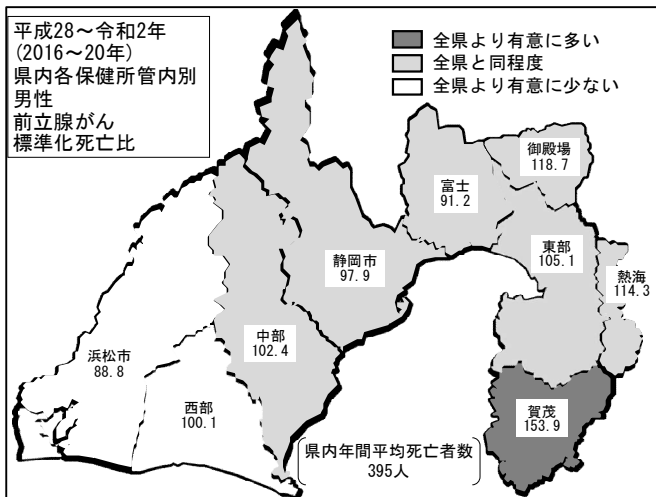 平成28～令和2年
(2016～20年)
県内各保健所管内別
男性
前立腺がん
標準化死亡比
全県より有意に多い
全県と同程度
全県より有意に少ない
御殿場
118.7
富士
91.2
東部
105.1
熱海
114.3
静岡市
97.9
中部
102.4
浜松市
88.8
西部
100.1
賀茂
153.9
県内年間平均死亡者数
395人